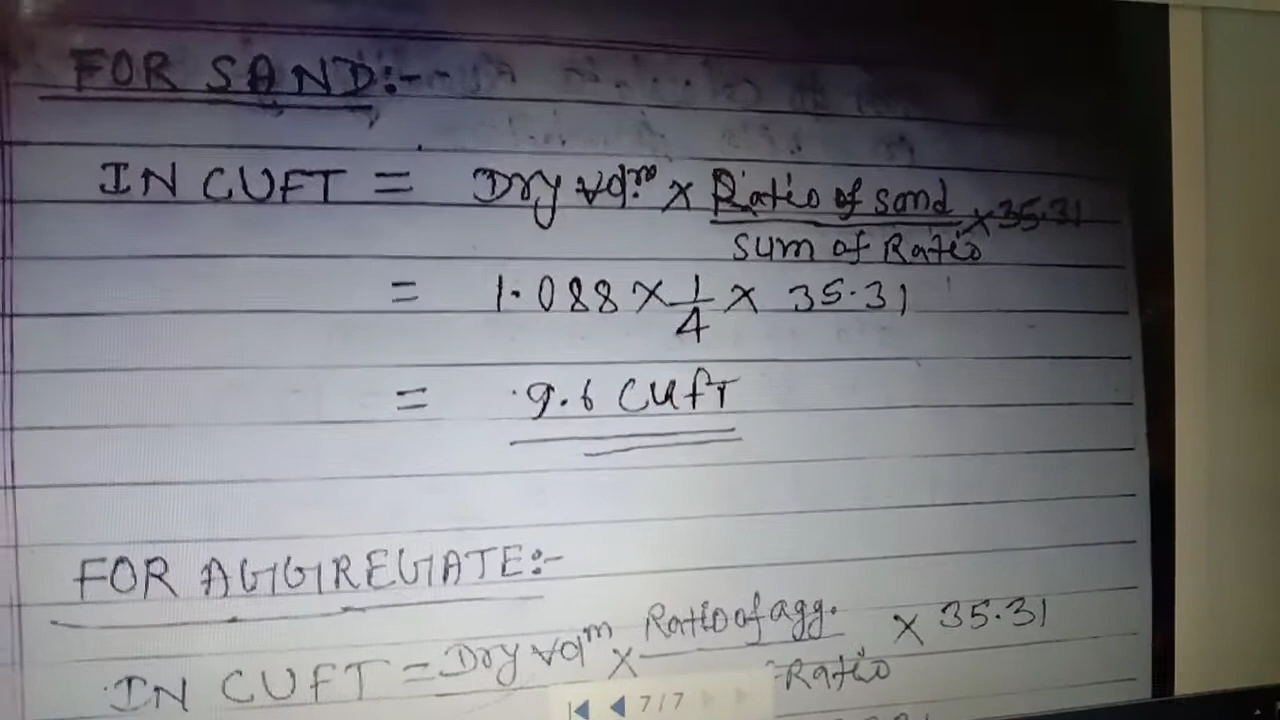 FOR SAND:-
IN CUFT = Dry vol.m × Ratio of sand / sum of Ratio × 35.31
= 1.088 × 1/4 × 35.31
= 9.6 CUft
FOR AGGREGATE:-
IN CUFT = Dry volm × Ratio of agg. / Ratio × 35.31
7/7